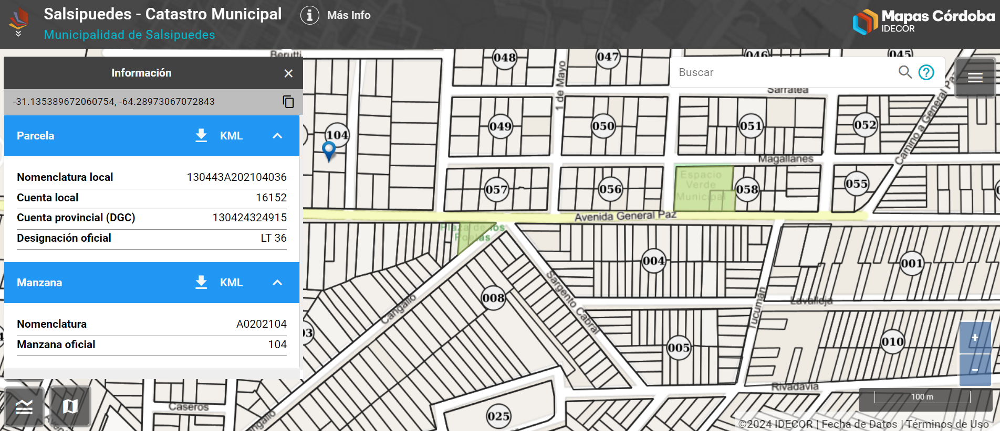 Salsipuedes - Catastro Municipal
Más Info
Municipalidad de Salsipuedes
Mapas Córdoba
IDECOR
Información
-31.135389672060754, -64.28973067072843
Parcela
KML
Nomenclatura local 130443A202104036
Cuenta local 16152
Cuenta provincial (DGC) 130424324915
Designación oficial LT 36
Manzana
KML
Nomenclatura A0202104
Manzana oficial 104
Buscar
Berutti
048
047
046
045
1 de Mayo
Sarratea
Camino a General Paz
104
049
050
051
052
Magallanes
057
056
Espacio
Verde
Municipal
058
055
Avenida General Paz
Plaza de los
Poetas
004
001
Sargento Cabral
008
Cangallo
Tucumán
Lavalleja
03
005
010
Rivadavia
Caseros
025
Cangallo
+
-
100 m
©2024 IDECOR | Fecha de Datos | Términos de Uso